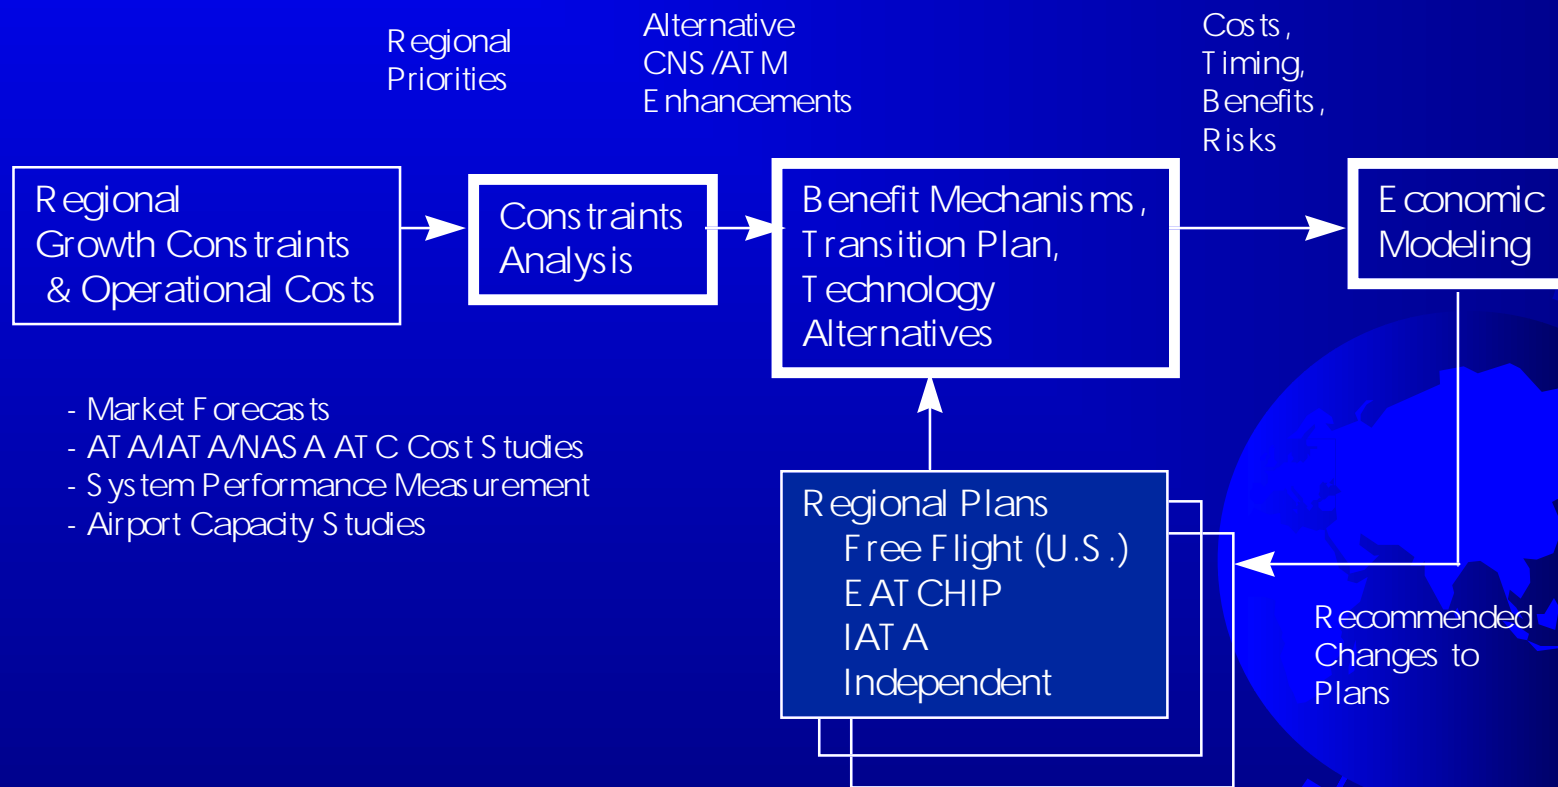 Regional
Priorities
Alternative
CNS/ATM
Enhancements
Costs,
Timing,
Benefits,
Risks
Regional
Growth Constraints
& Operational Costs
Constraints
Analysis
Benefit Mechanisms,
Transition Plan,
Technology
Alternatives
Economic
Modeling
- Market Forecasts
- ATA/IATA/NASA ATC Cost Studies
- System Performance Measurement
- Airport Capacity Studies
Regional Plans
Free Flight (U.S.)
EATCHIP
IATA
Independent
Recommended
Changes to
Plans